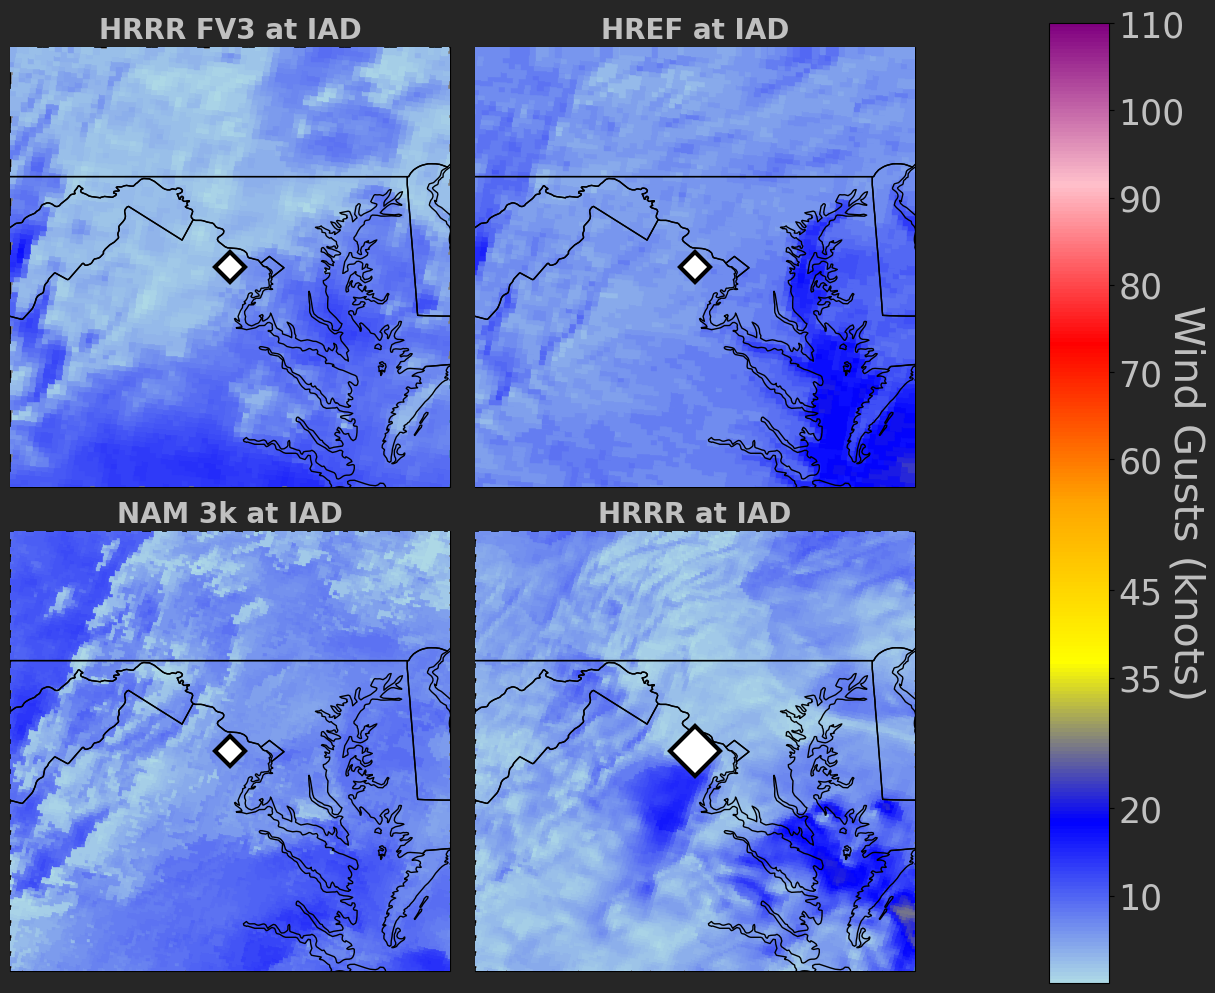 HRRR FV3 at IAD
HREF at IAD
NAM 3k at IAD
HRRR at IAD
110
100
90
80
70
60
45
35
20
10
Wind Gusts (knots)